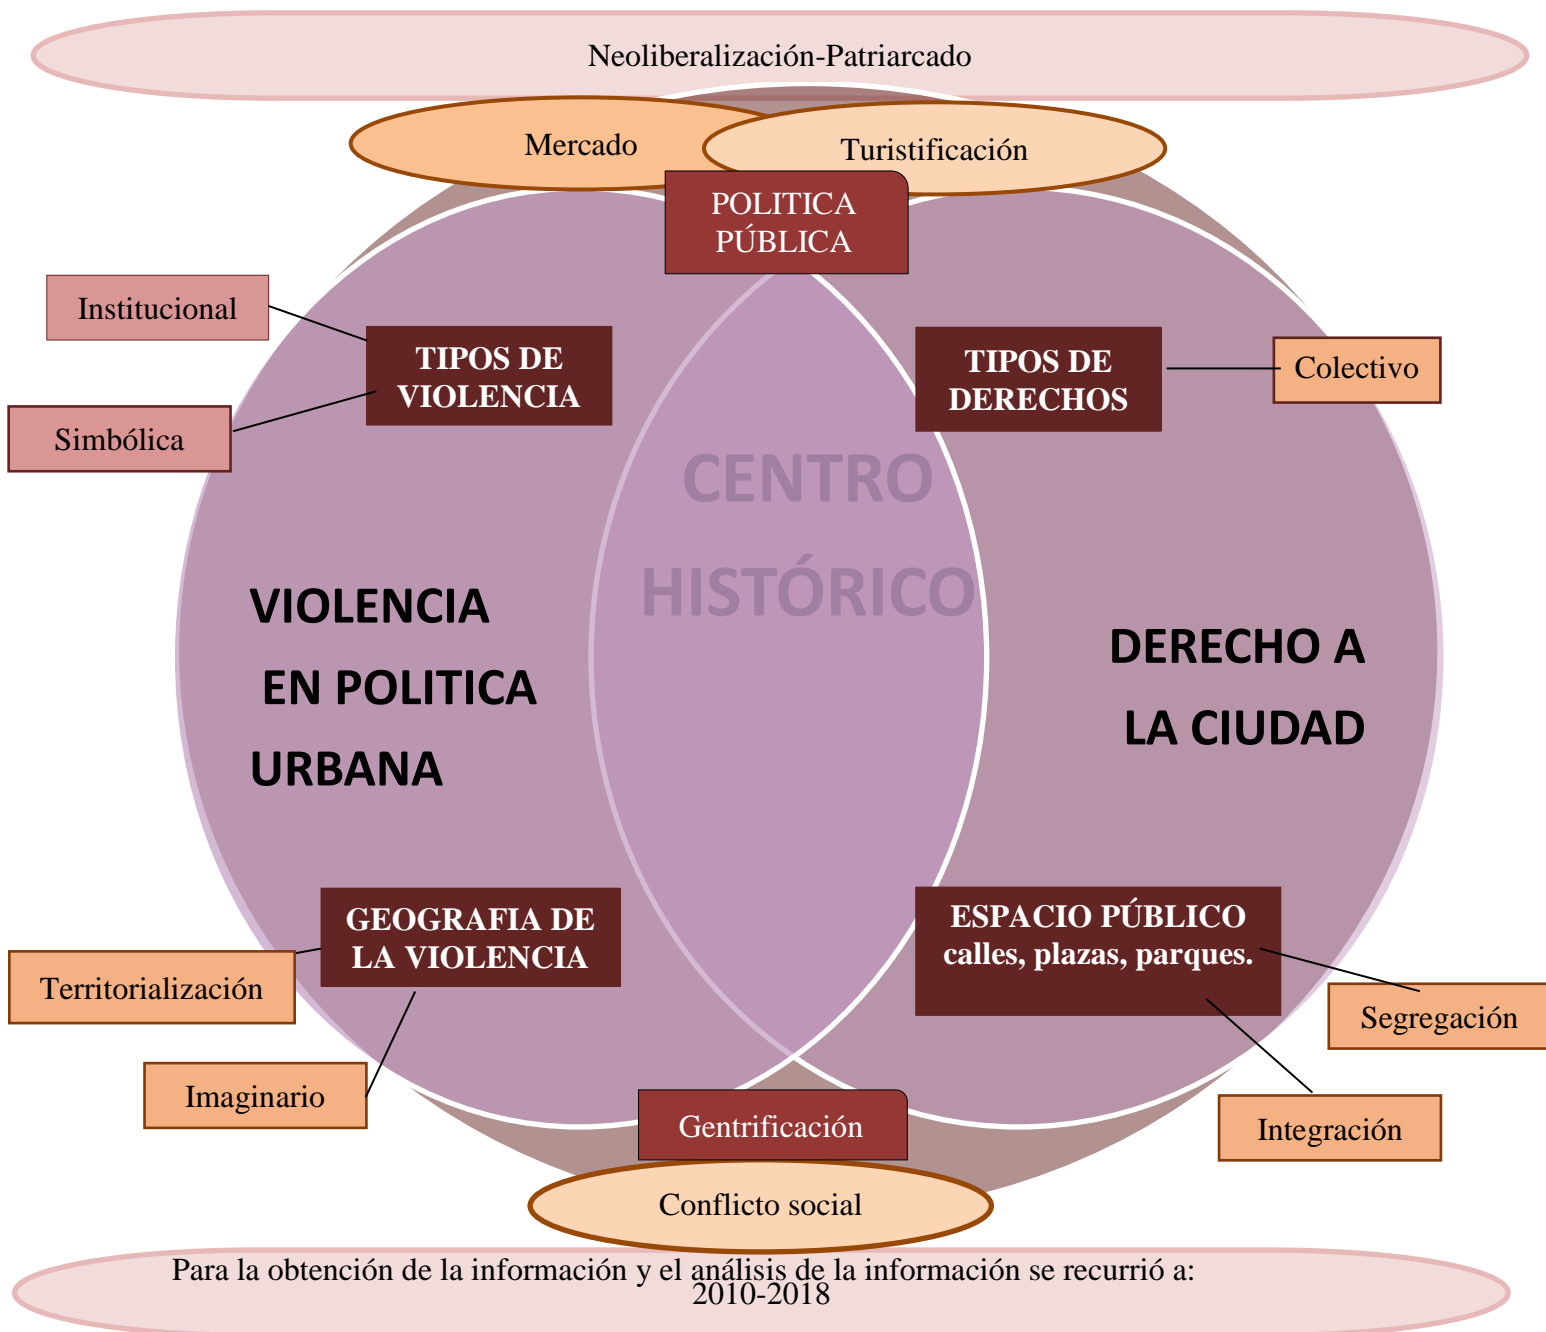 Neoliberalización-Patriarcado
Mercado
Turistificación
POLITICA
PÚBLICA
Institucional
TIPOS DE
VIOLENCIA
Simbólica
TIPOS DE
DERECHOS
Colectivo
CENTRO
HISTÓRICO
VIOLENCIA
EN POLITICA
URBANA
DERECHO A
LA CIUDAD
GEOGRAFIA DE
LA VIOLENCIA
Territorialización
Imaginario
ESPACIO PÚBLICO
calles, plazas, parques.
Segregación
Integración
Gentrificación
Conflicto social
Para la obtención de la información y el análisis de la información se recurrió a:
2010-2018